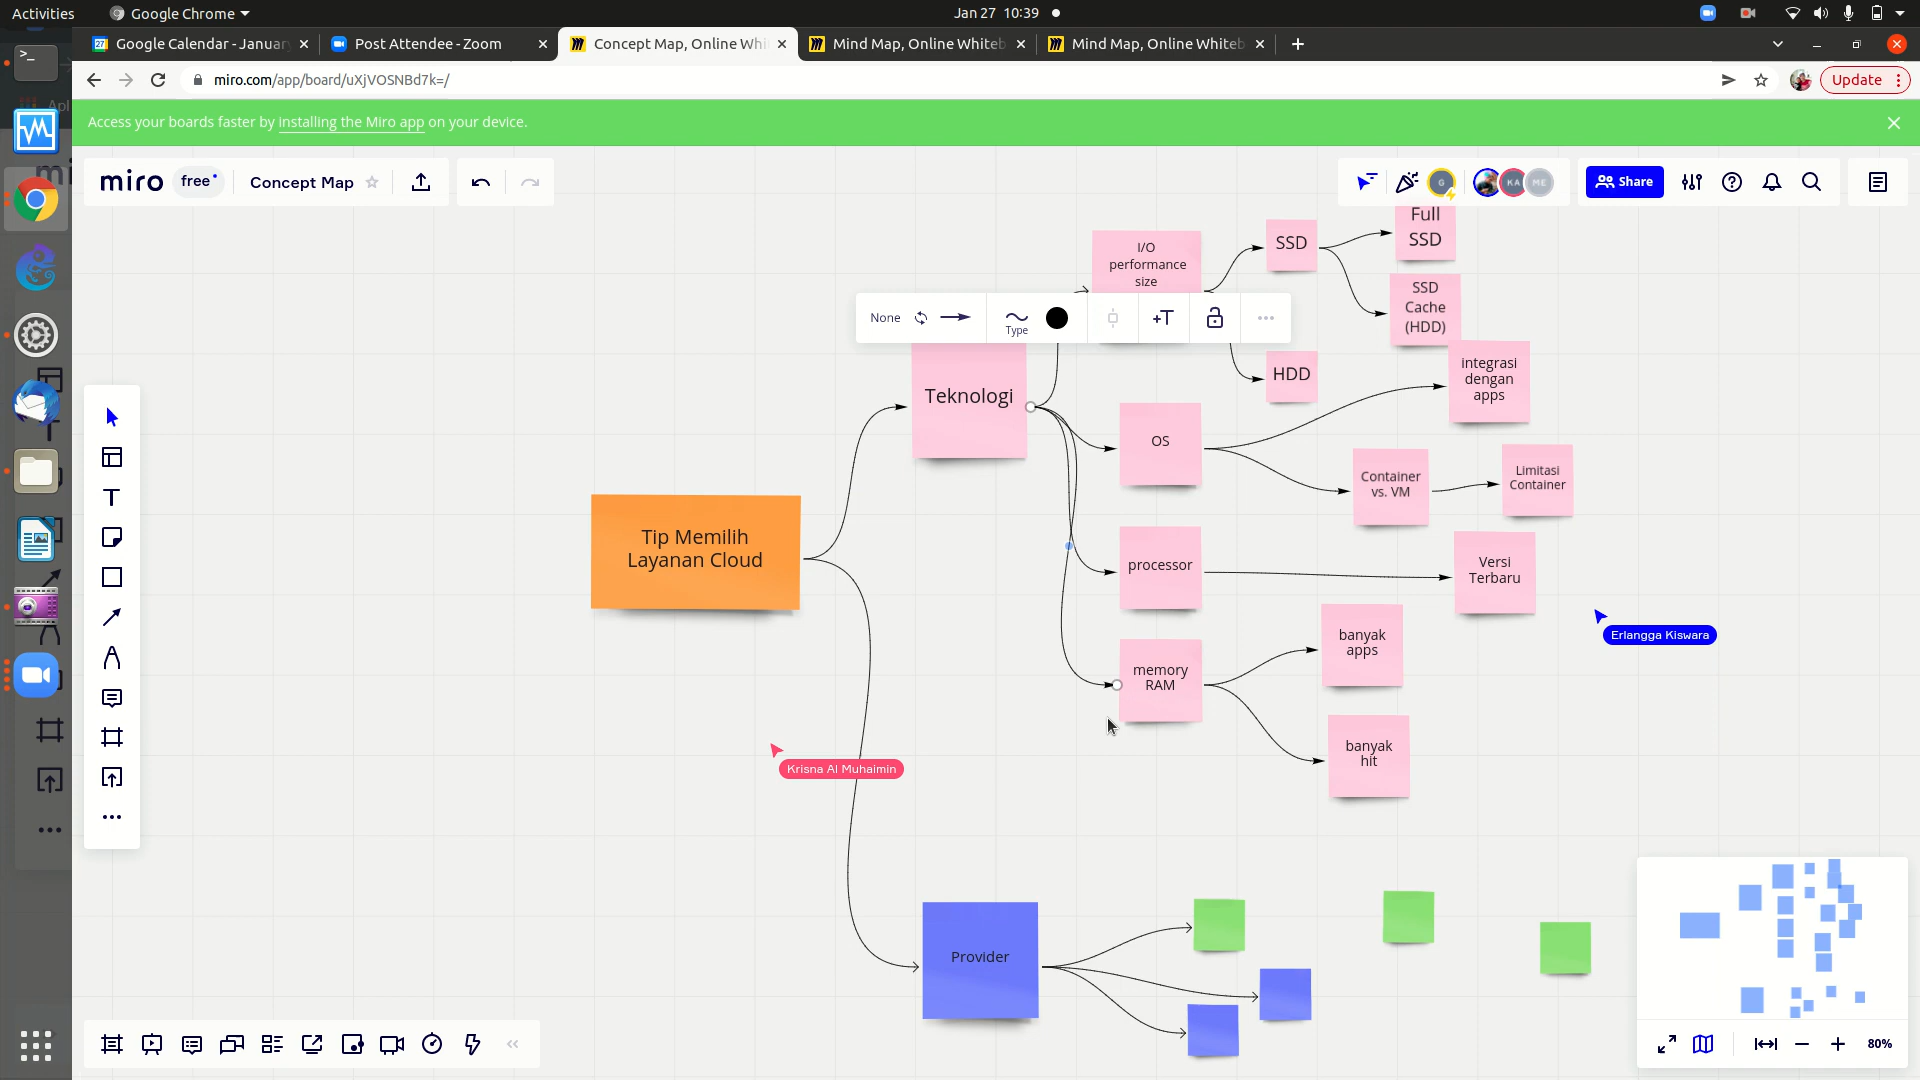 Activities
Google Chrome
Jan 27 10:39
Google Calendar - January
Post Attendee - Zoom
Concept Map, Online Whi
Mind Map, Online Whiteb
Mind Map, Online Whiteb
miro.com/app/board/uXjVOSNBd7k=/
Update
Access your boards faster by installing the Miro app on your device.
miro
free
Concept Map
G
KA
ME
Share
None
Type
+T
I/O
performance
size
SSD
Full
SSD
SSD
Cache
(HDD)
HDD
integrasi
dengan
apps
Teknologi
OS
Container
vs. VM
Limitasi
Container
Tip Memilih
Layanan Cloud
processor
Versi
Terbaru
Erlangga Kiswara
memory
RAM
banyak
apps
banyak
hit
Krisna Al Muhaimin
Provider
80%